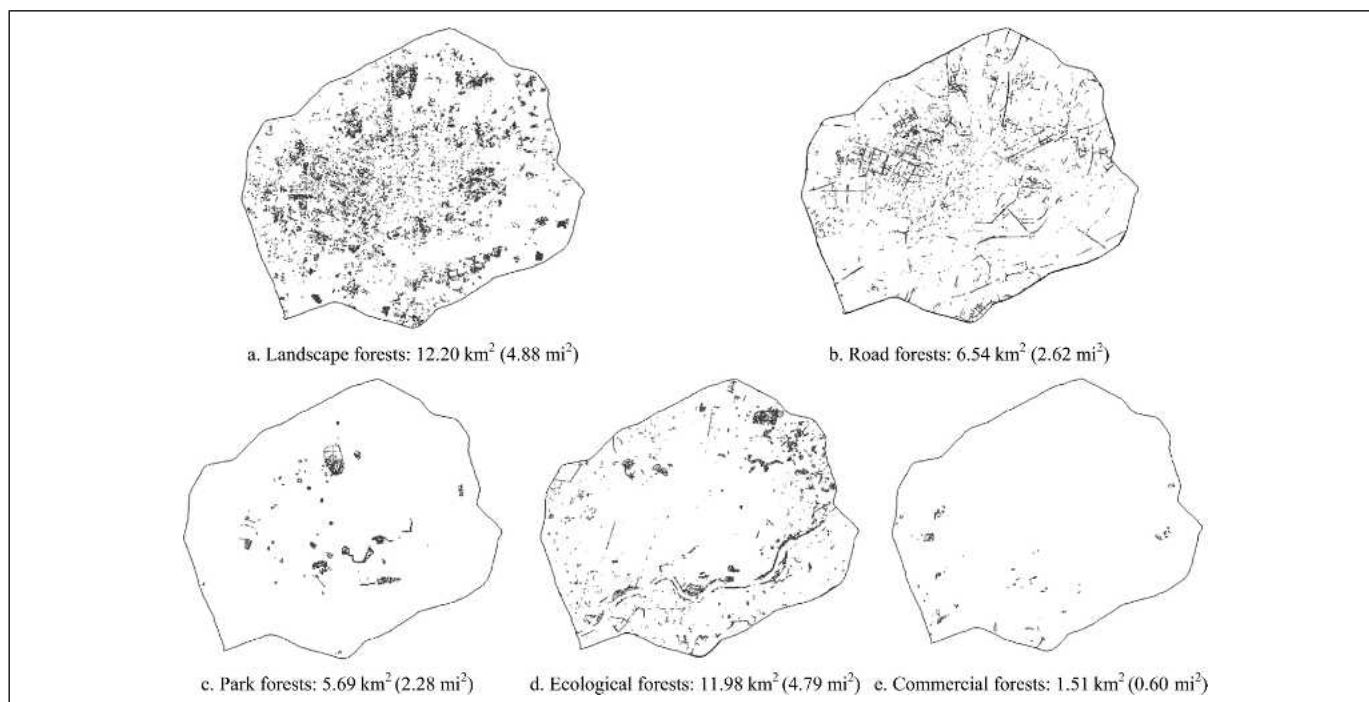 a. Landscape forests: 12.20 km² (4.88 mi²)
b. Road forests: 6.54 km² (2.62 mi²)
c. Park forests: 5.69 km² (2.28 mi²)
d. Ecological forests: 11.98 km² (4.79 mi²)
e. Commercial forests: 1.51 km² (0.60 mi²)